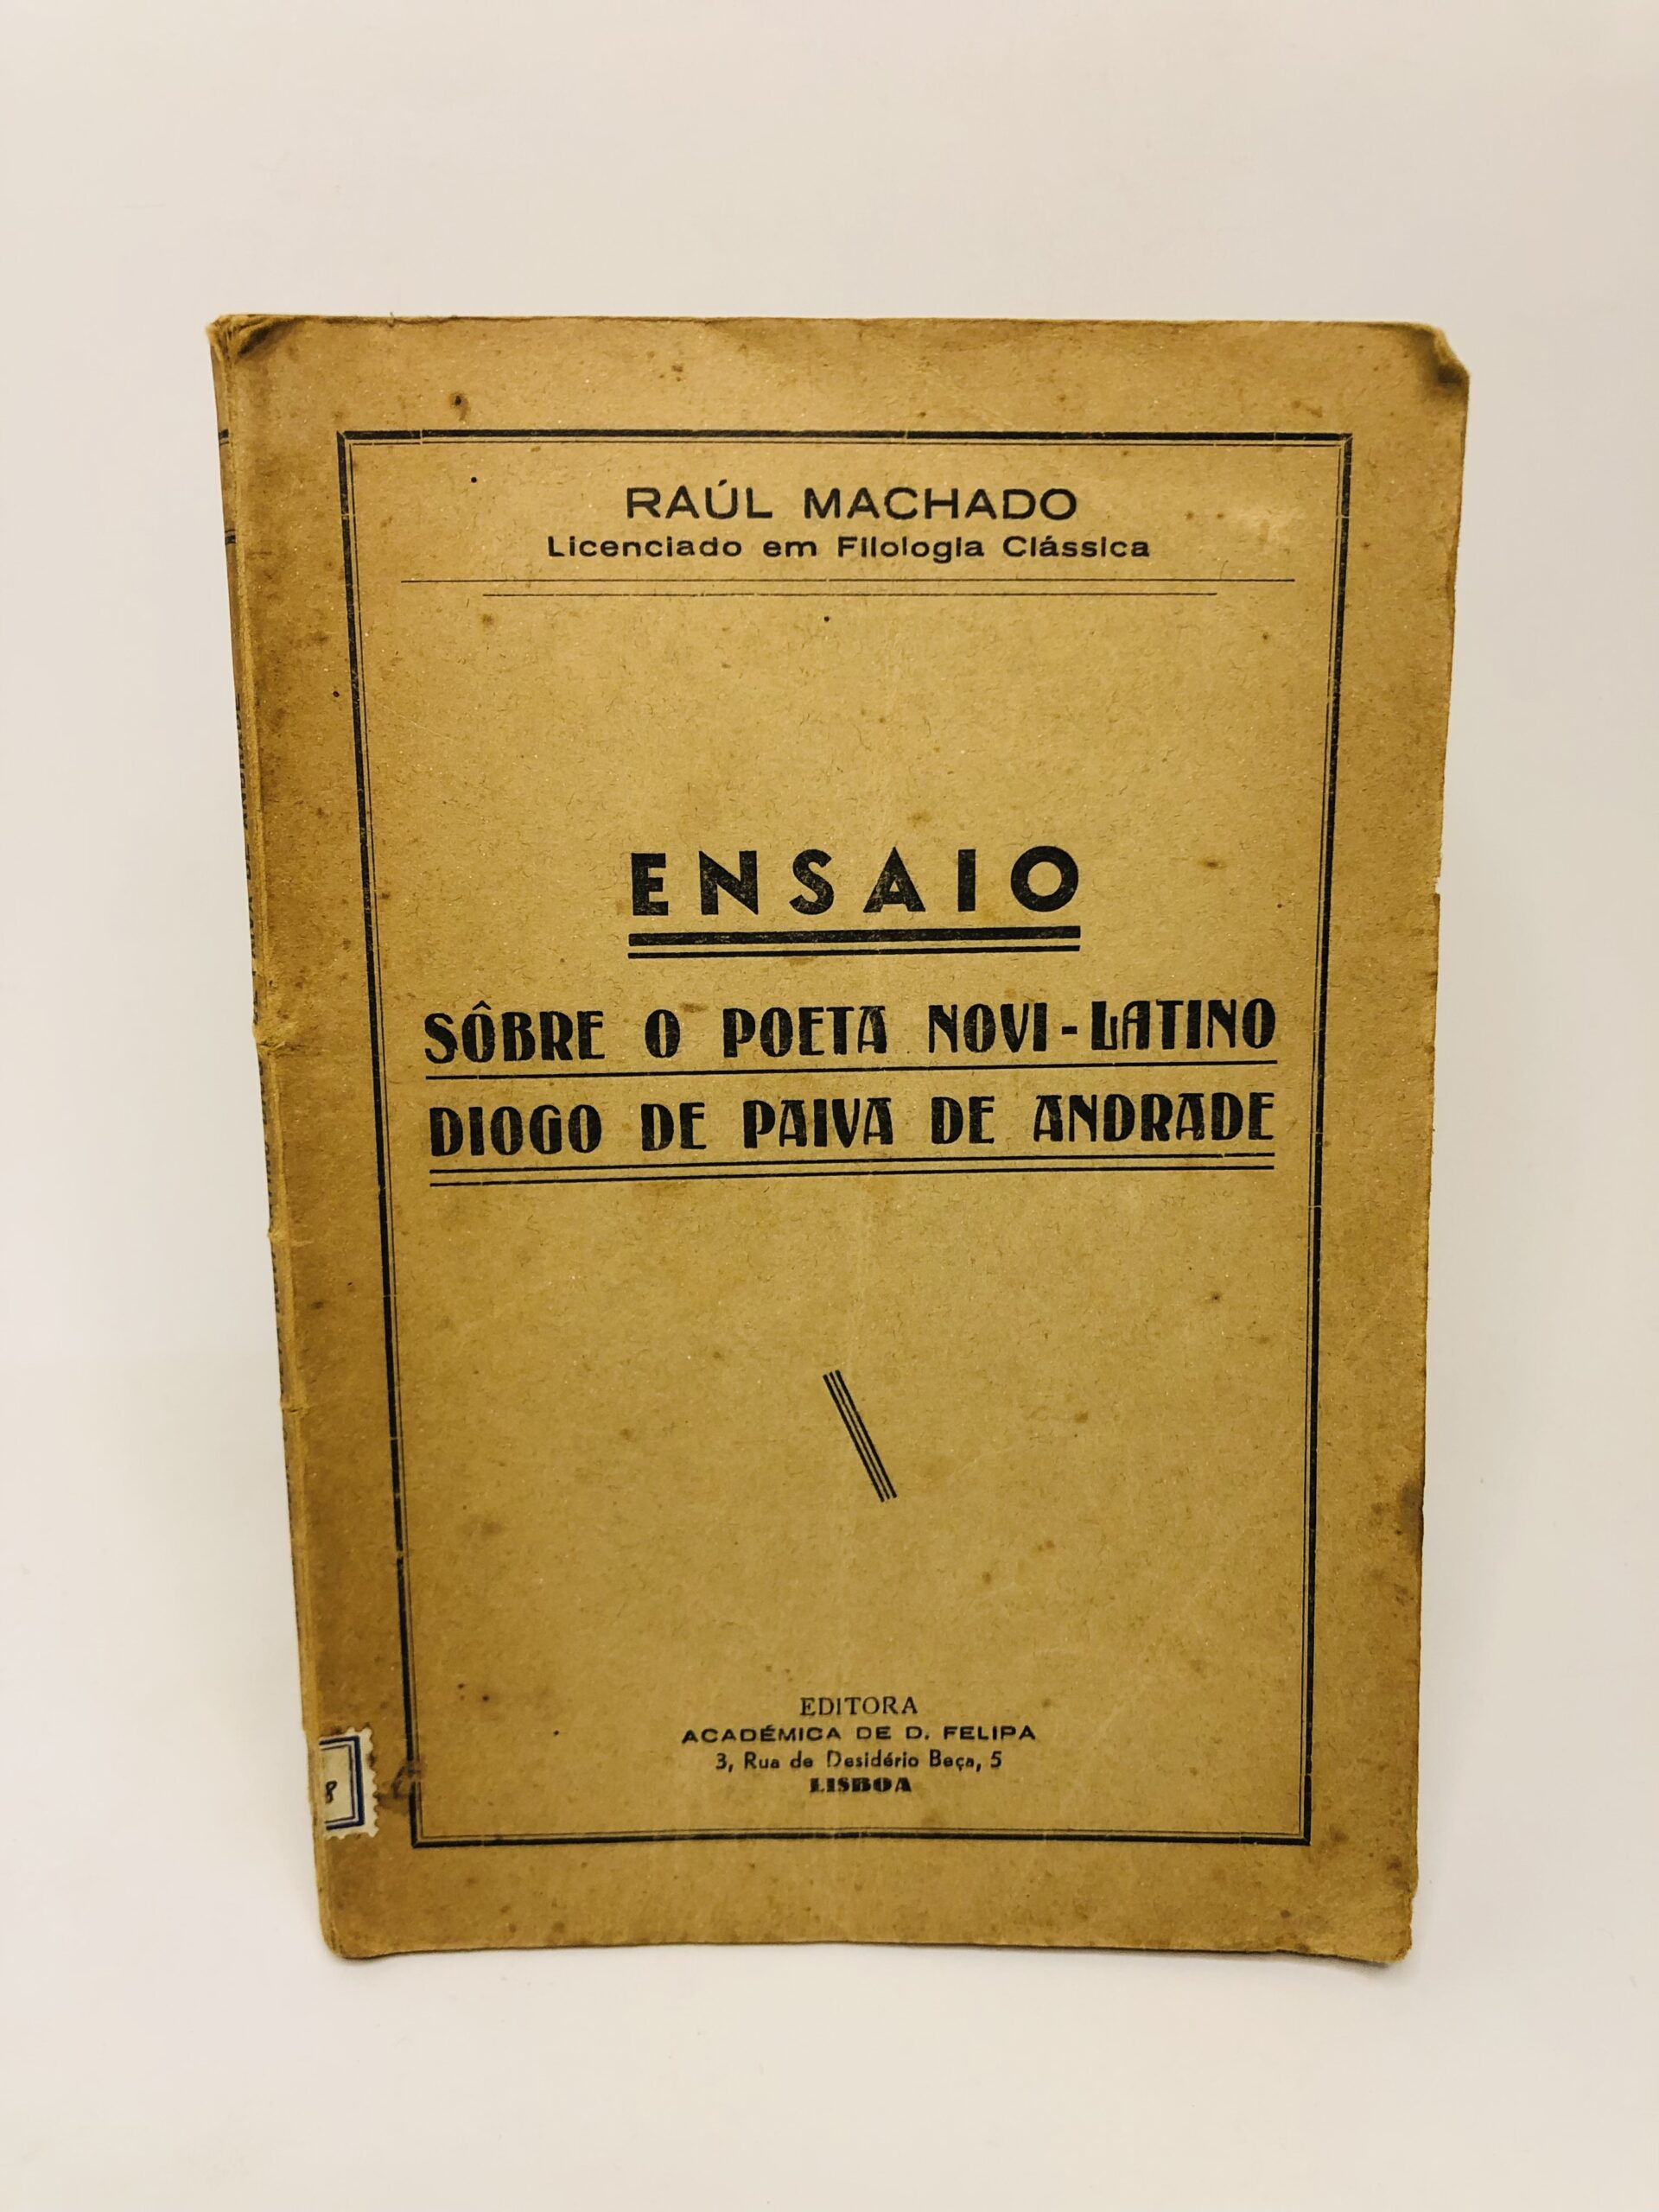 RAÚL MACHADO
Licenciado em Filologia Clássica
ENSAIO
SÔBRE O POETA NOVI-LATINO
DIOGO DE PAIVA DE ANDRADE
EDITORA
ACADÉMICA DE D. FELIPA
3, Rua de Desidério Beça, 5
LISBOA
8